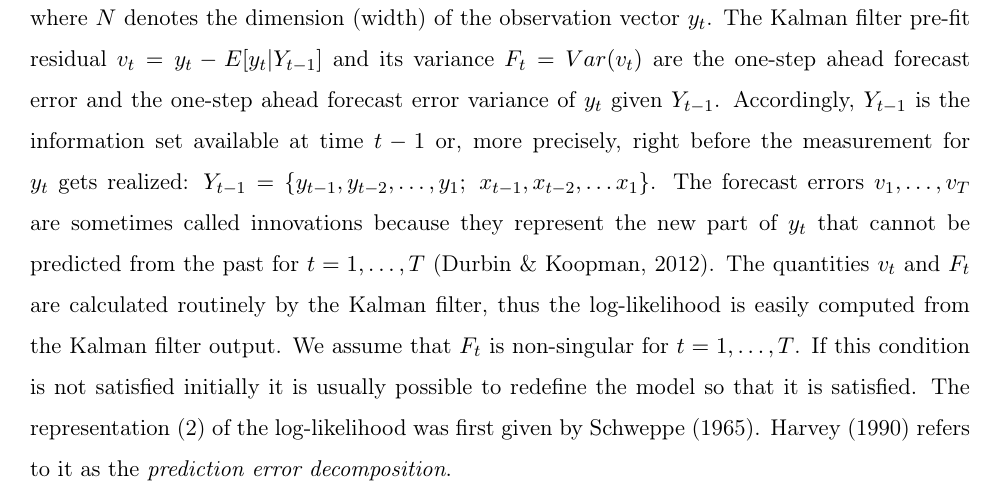 where N denotes the dimension (width) of the observation vector y_t. The Kalman filter pre-fit
residual v_t = y_t − E[y_t|Y_{t−1}] and its variance F_t = Var(v_t) are the one-step ahead forecast
error and the one-step ahead forecast error variance of y_t given Y_{t−1}. Accordingly, Y_{t−1} is the
information set available at time t − 1 or, more precisely, right before the measurement for
y_t gets realized: Y_{t−1} = {y_{t−1}, y_{t−2}, . . . , y_1; x_{t−1}, x_{t−2}, . . . x_1}. The forecast errors v_1, . . . , v_T
are sometimes called innovations because they represent the new part of y_t that cannot be
predicted from the past for t = 1, . . . , T (Durbin & Koopman, 2012). The quantities v_t and F_t
are calculated routinely by the Kalman filter, thus the log-likelihood is easily computed from
the Kalman filter output. We assume that F_t is non-singular for t = 1, . . . , T. If this condition
is not satisfied initially it is usually possible to redefine the model so that it is satisfied. The
representation (2) of the log-likelihood was first given by Schweppe (1965). Harvey (1990) refers
to it as the prediction error decomposition.